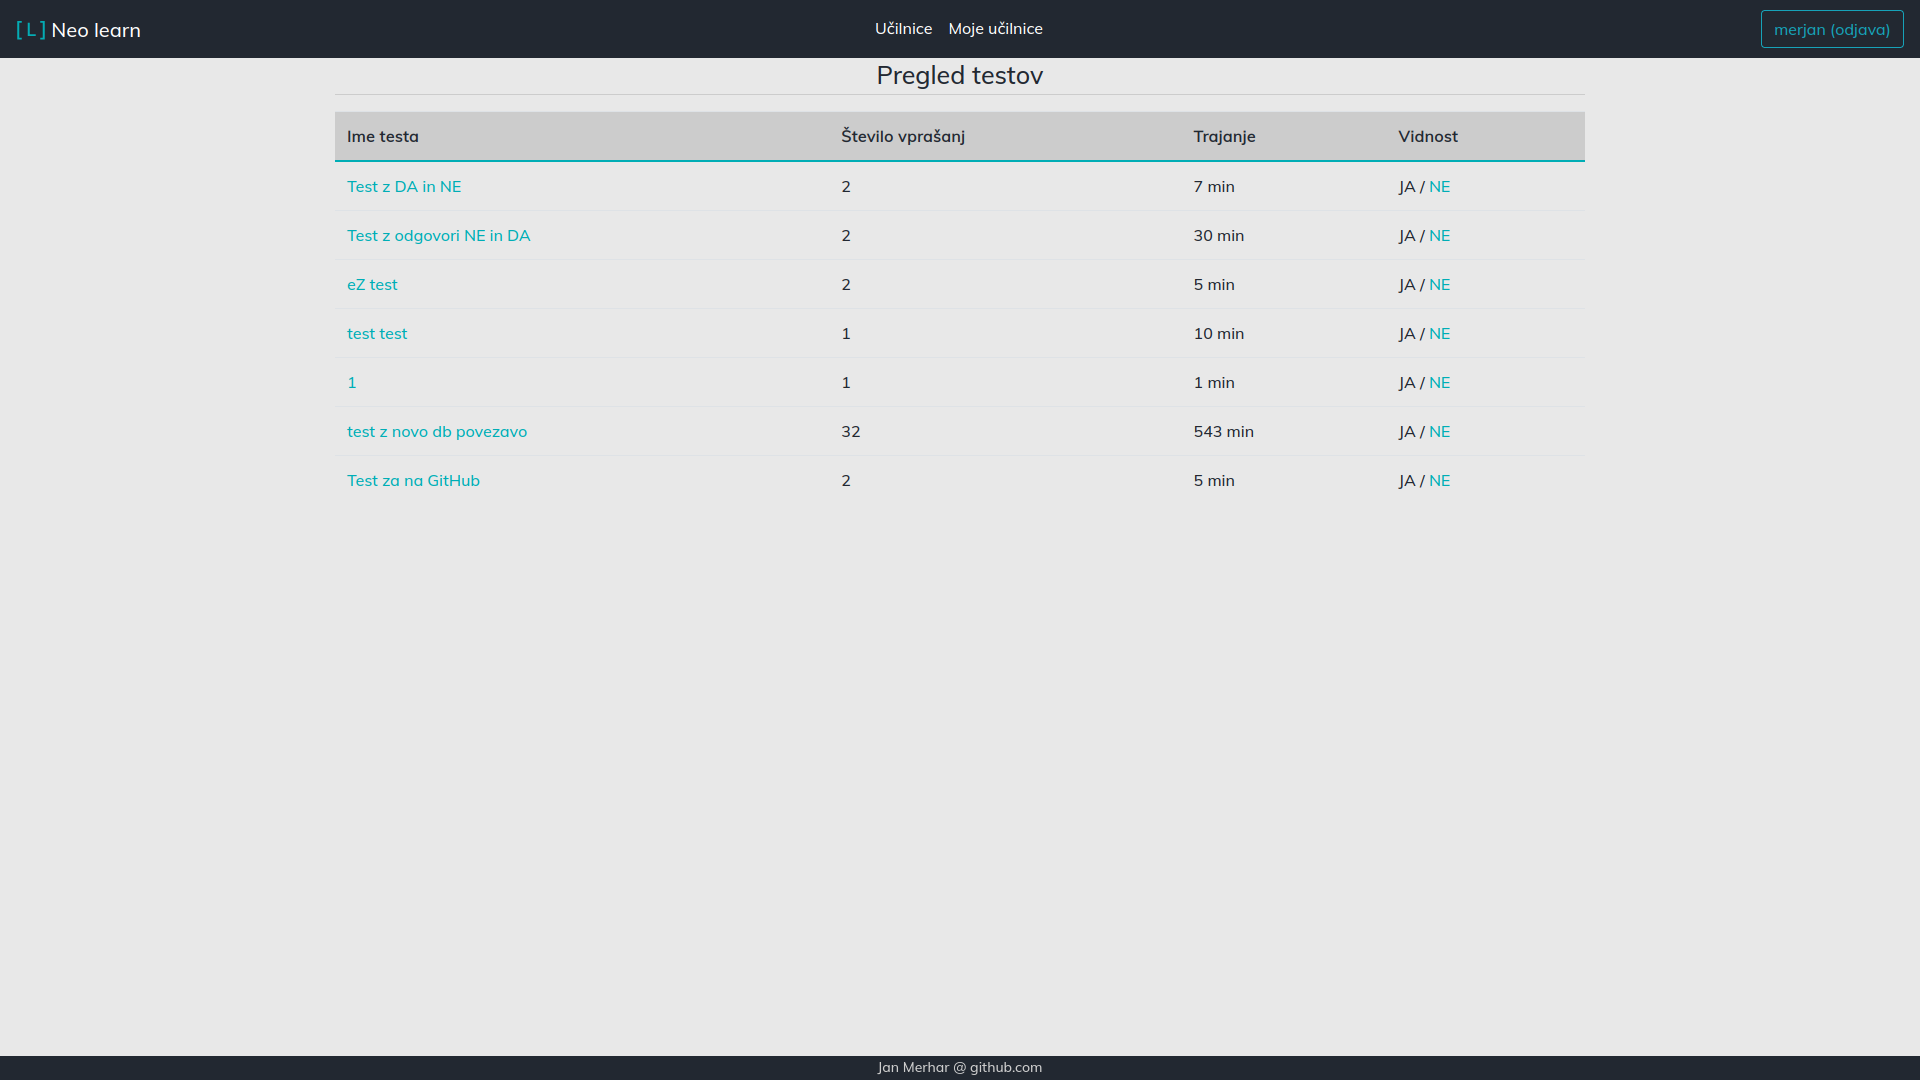 [L] Neo learn Učilnice Moje učilnice merjan (odjava)
Pregled testov
Ime testa Število vprašanj Trajanje Vidnost
Test z DA in NE 2 7 min JA / NE
Test z odgovori NE in DA 2 30 min JA / NE
eZ test 2 5 min JA / NE
test test 1 10 min JA / NE
1 1 1 min JA / NE
test z novo db povezavo 32 543 min JA / NE
Test za na GitHub 2 5 min JA / NE
Jan Merhar @ github.com